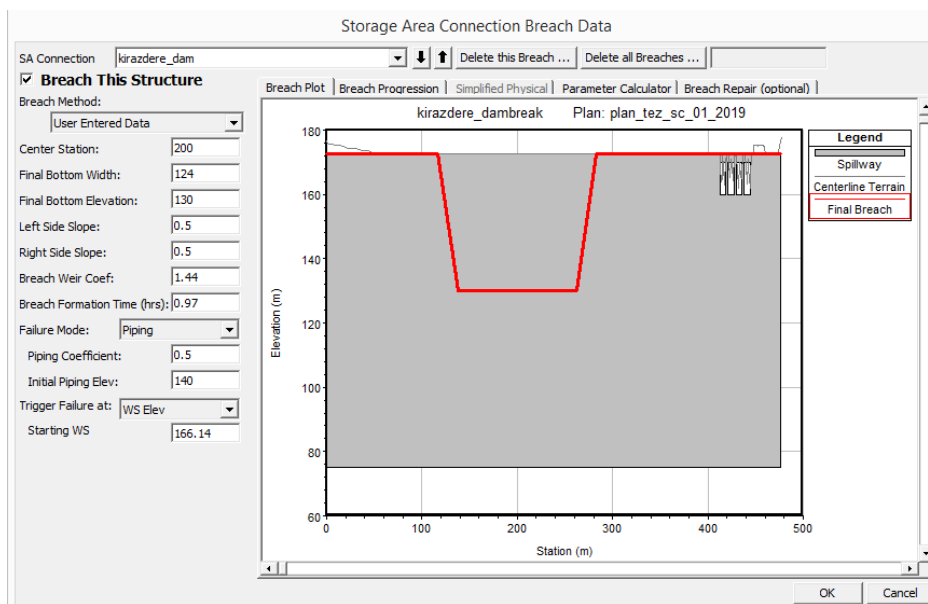 Storage Area Connection Breach Data
SA Connection kirazdere_dam Delete this Breach ... Delete all Breaches ...
Breach This Structure
Breach Method:
User Entered Data
Center Station: 200
Final Bottom Width: 124
Final Bottom Elevation: 130
Left Side Slope: 0.5
Right Side Slope: 0.5
Breach Weir Coef: 1.44
Breach Formation Time (hrs): 0.97
Failure Mode: Piping
Piping Coefficient: 0.5
Initial Piping Elev: 140
Trigger Failure at: WS Elev
Starting WS 166.14
Breach Plot Breach Progression Simplified Physical Parameter Calculator Breach Repair (optional)
kirazdere_dambreak Plan: plan_tez_sc_01_2019
Legend
Spillway
Centerline Terrain
Final Breach
Elevation (m)
180
160
140
120
100
80
60
0 100 200 300 400 500
Station (m)
OK Cancel